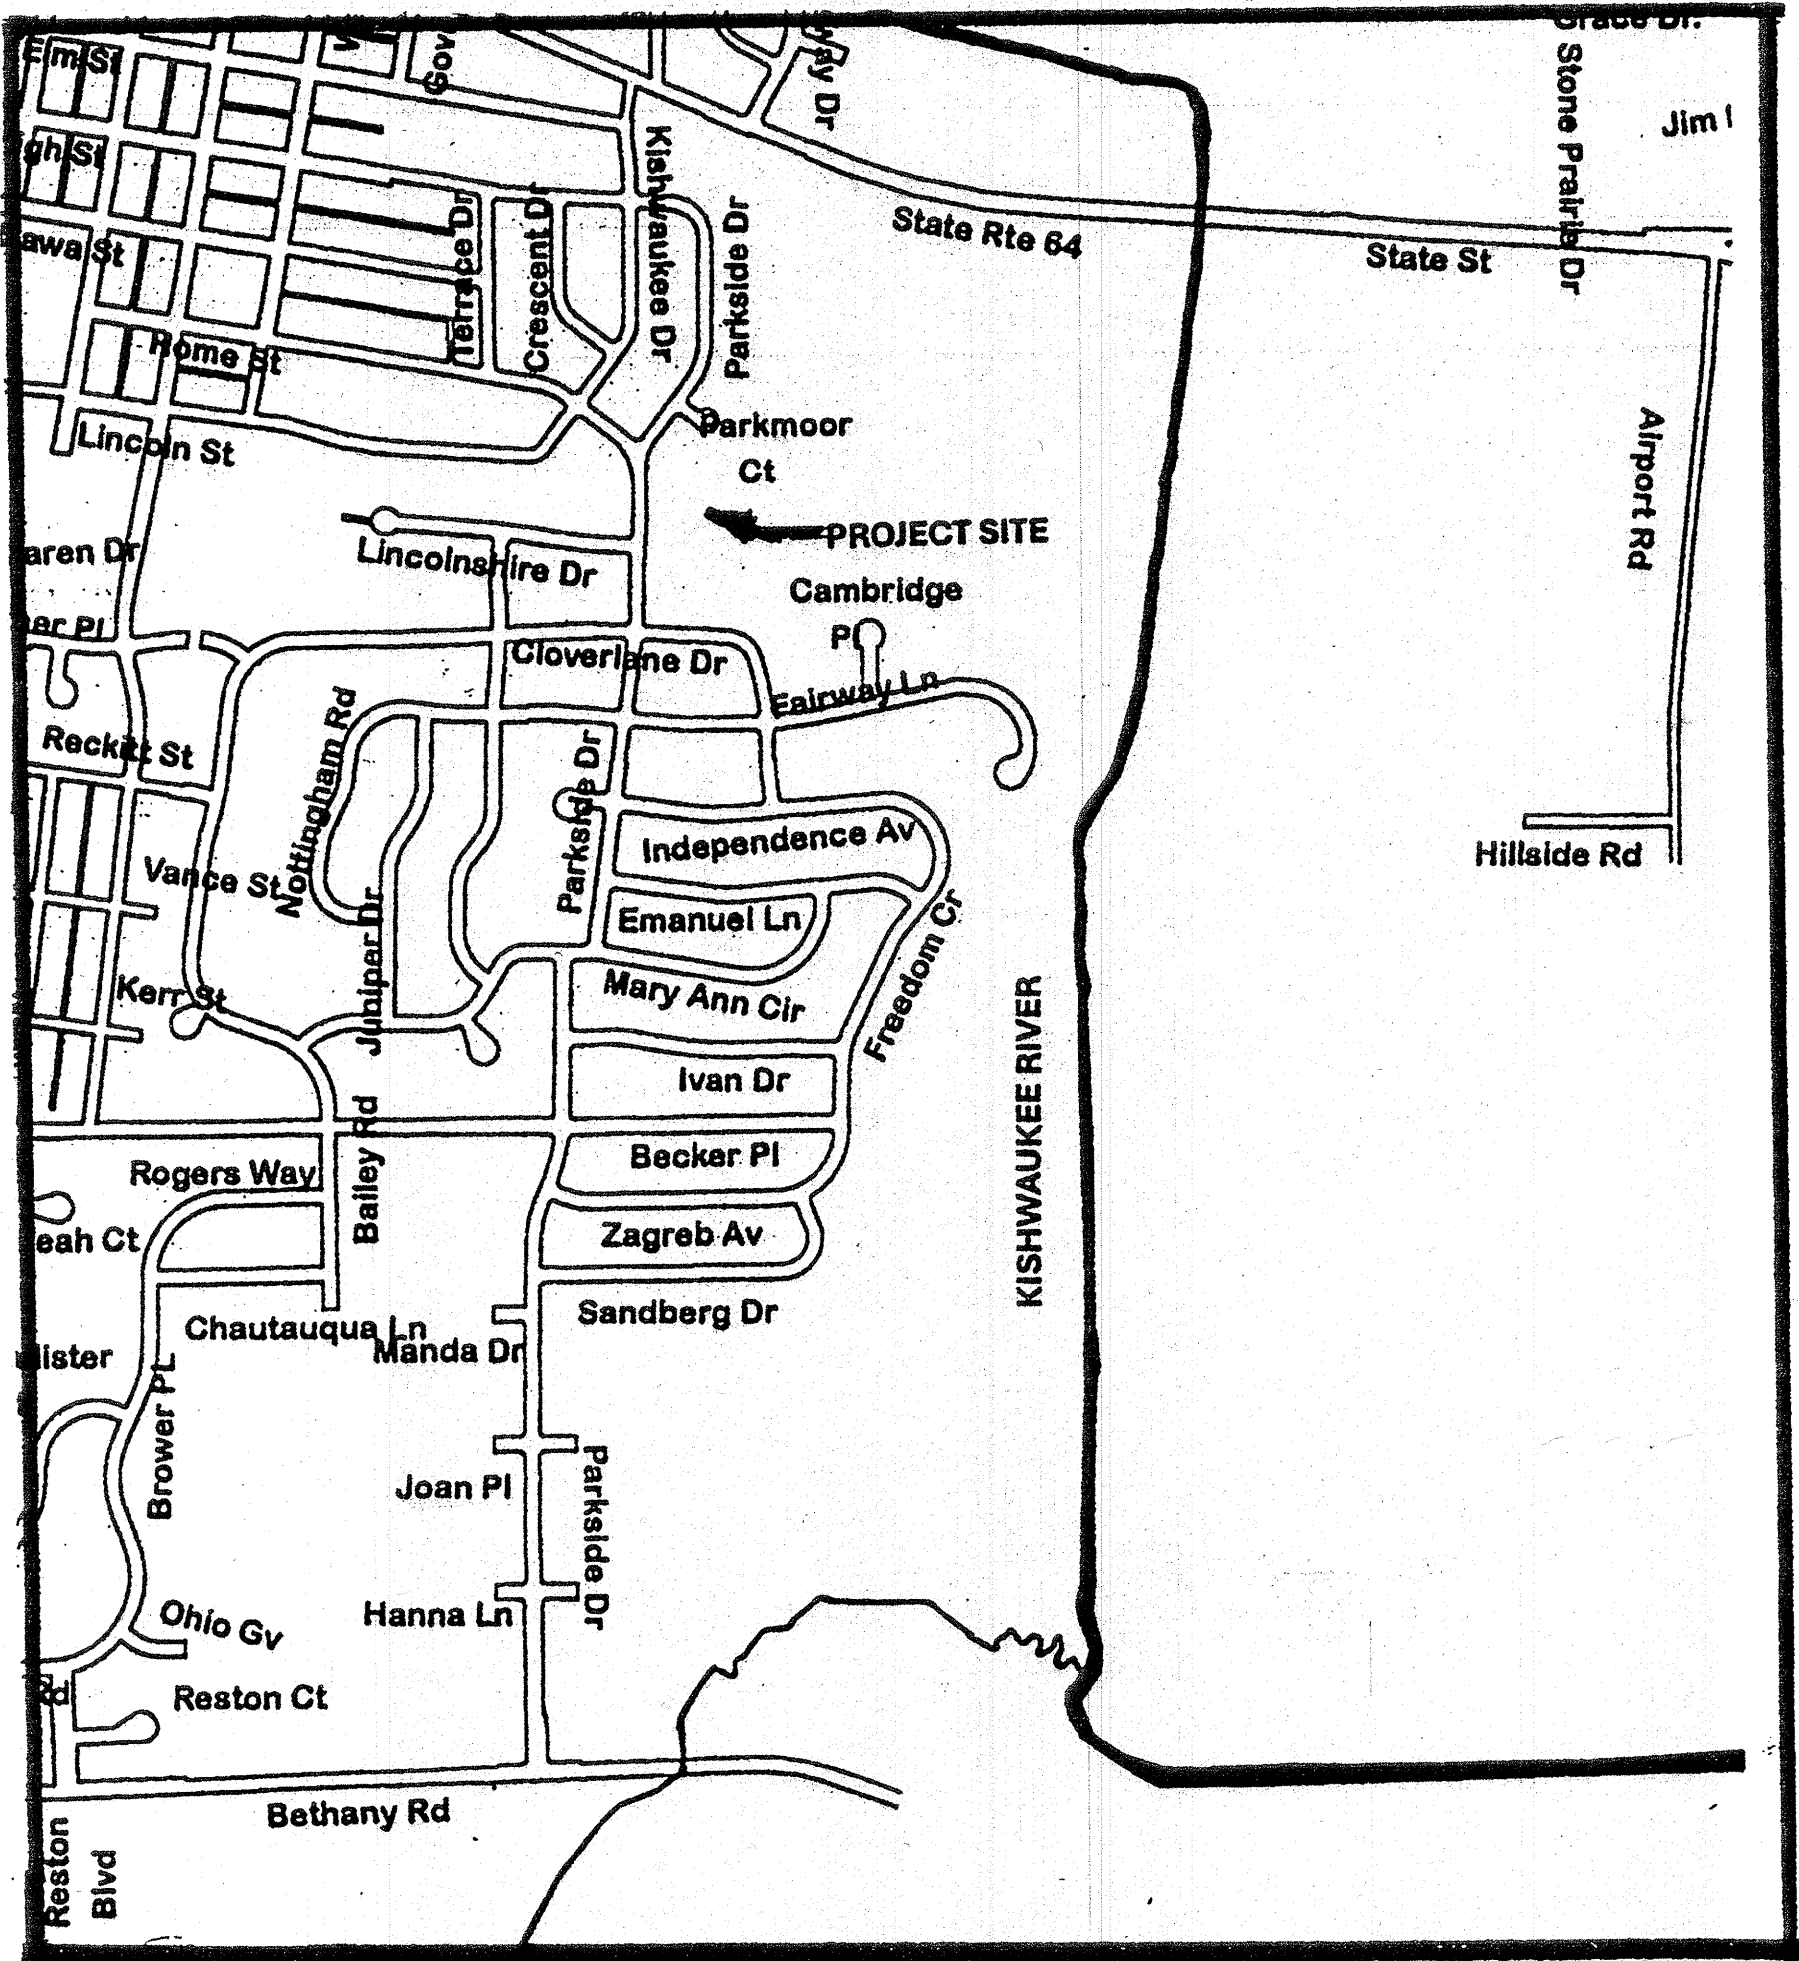 Elm St
Stone Prairie Dr
Kishwaukee Dr
State Rte 64
State St
Terrace Dr
Crescent Dr
Parkside Dr
Rome St
Lincoln St
Parkmoor
Ct
Airport Rd
PROJECT SITE
Lincolnshire Dr
Cambridge
Pl
Cloverlane Dr
Fairway Ln
Reckitt St
Nottingham Rd
Parkside Dr
Independence Av
Hillside Rd
Vance St
Emanuel Ln
Juniper Dr
Freedom Cr
Kerr St
Mary Ann Cir
KISHWAUKEE RIVER
Ivan Dr
Bailey Rd
Becker Pl
Rogers Way
Zagreb Av
Sandberg Dr
Chautauqua Ln
Manda Dr
Brower PL
Joan Pl
Parkside Dr
Ohio Gv
Hanna Ln
Reston Ct
Bethany Rd
Reston
Blvd